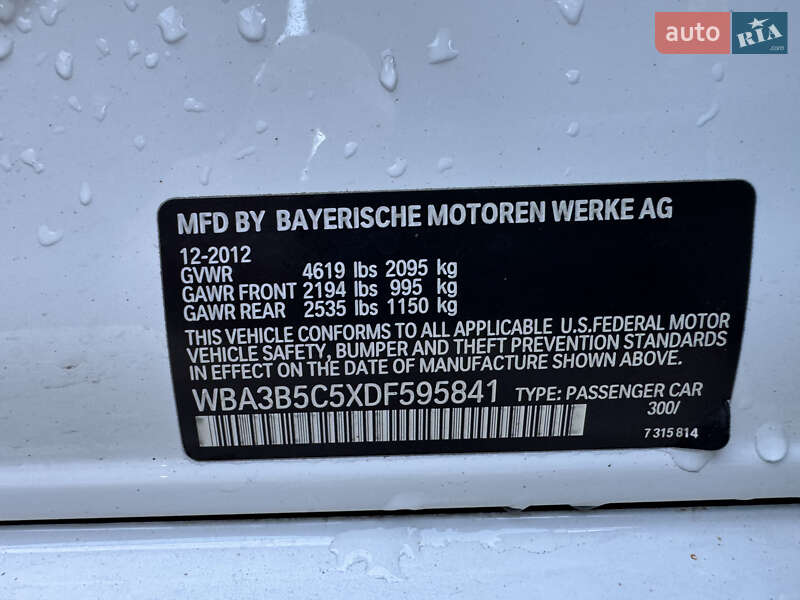 auto RIA .com
MFD BY BAYERISCHE MOTOREN WERKE AG
12-2012
GVWR 4619 lbs 2095 kg
GAWR FRONT 2194 lbs 995 kg
GAWR REAR 2535 lbs 1150 kg
THIS VEHICLE CONFORMS TO ALL APPLICABLE U.S.FEDERAL MOTOR
VEHICLE SAFETY, BUMPER AND THEFT PREVENTION STANDARDS
IN EFFECT ON THE DATE OF MANUFACTURE SHOWN ABOVE.
WBA3B5C5XDF595841 TYPE: PASSENGER CAR
300/
7 315 814